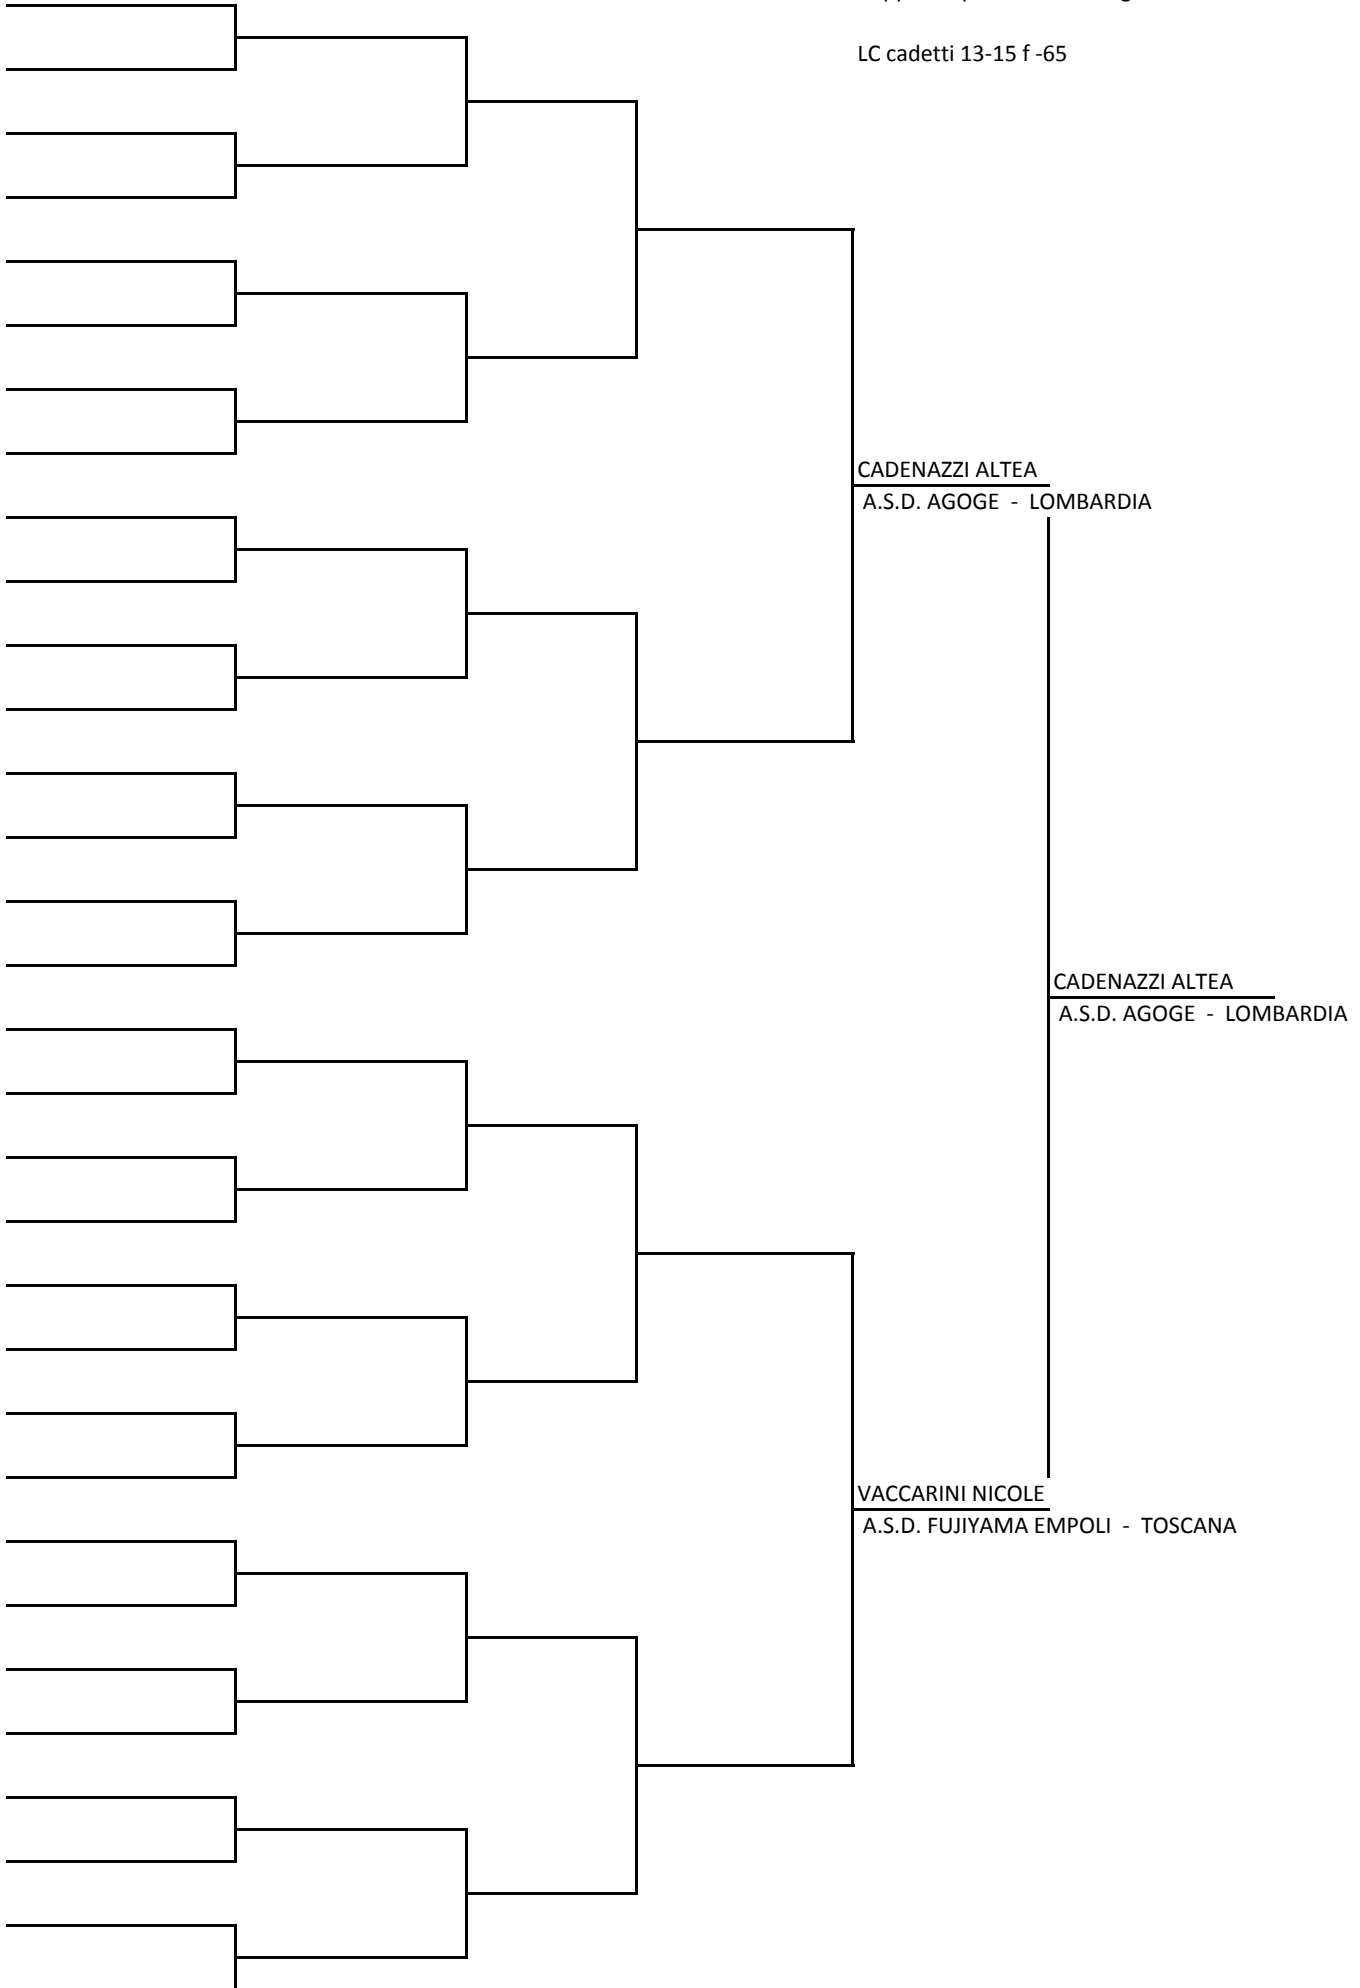 LC cadetti 13-15 f -65
CADENAZZI ALTEA
A.S.D. AGOGE - LOMBARDIA
CADENAZZI ALTEA
A.S.D. AGOGE - LOMBARDIA
VACCARINI NICOLE
A.S.D. FUJIYAMA EMPOLI - TOSCANA